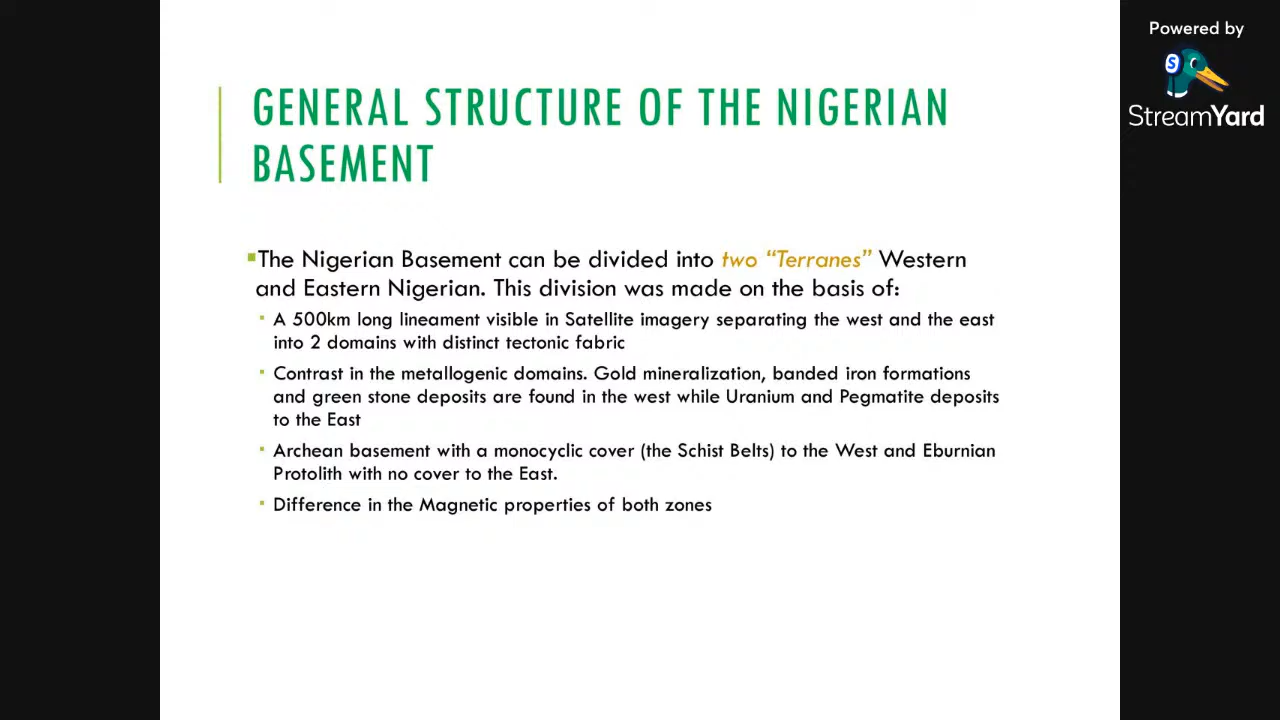 Powered by
StreamYard
GENERAL STRUCTURE OF THE NIGERIAN
BASEMENT
▪The Nigerian Basement can be divided into two “Terranes” Western
and Eastern Nigerian. This division was made on the basis of:
▪ A 500km long lineament visible in Satellite imagery separating the west and the east
into 2 domains with distinct tectonic fabric
▪ Contrast in the metallogenic domains. Gold mineralization, banded iron formations
and green stone deposits are found in the west while Uranium and Pegmatite deposits
to the East
▪ Archean basement with a monocyclic cover (the Schist Belts) to the West and Eburnian
Protolith with no cover to the East.
▪ Difference in the Magnetic properties of both zones